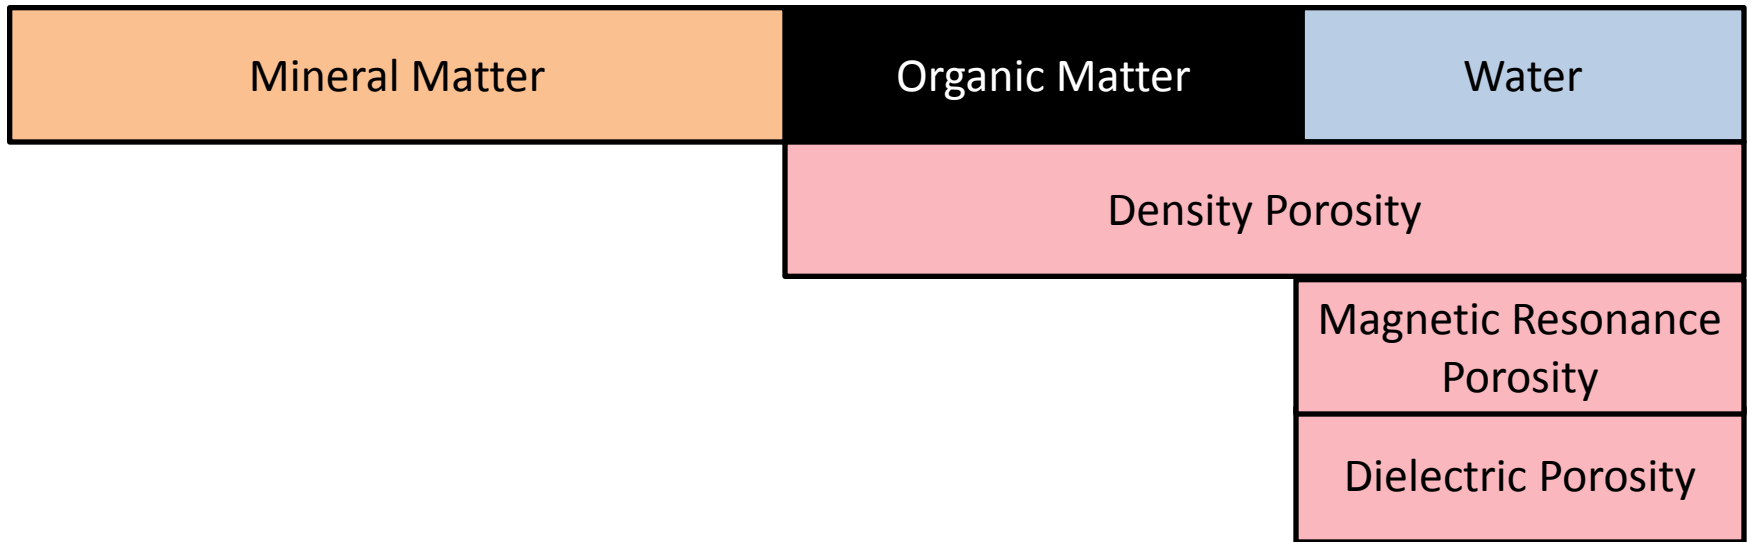 Mineral Matter
Organic Matter
Water
Density Porosity
Magnetic Resonance
Porosity
Dielectric Porosity